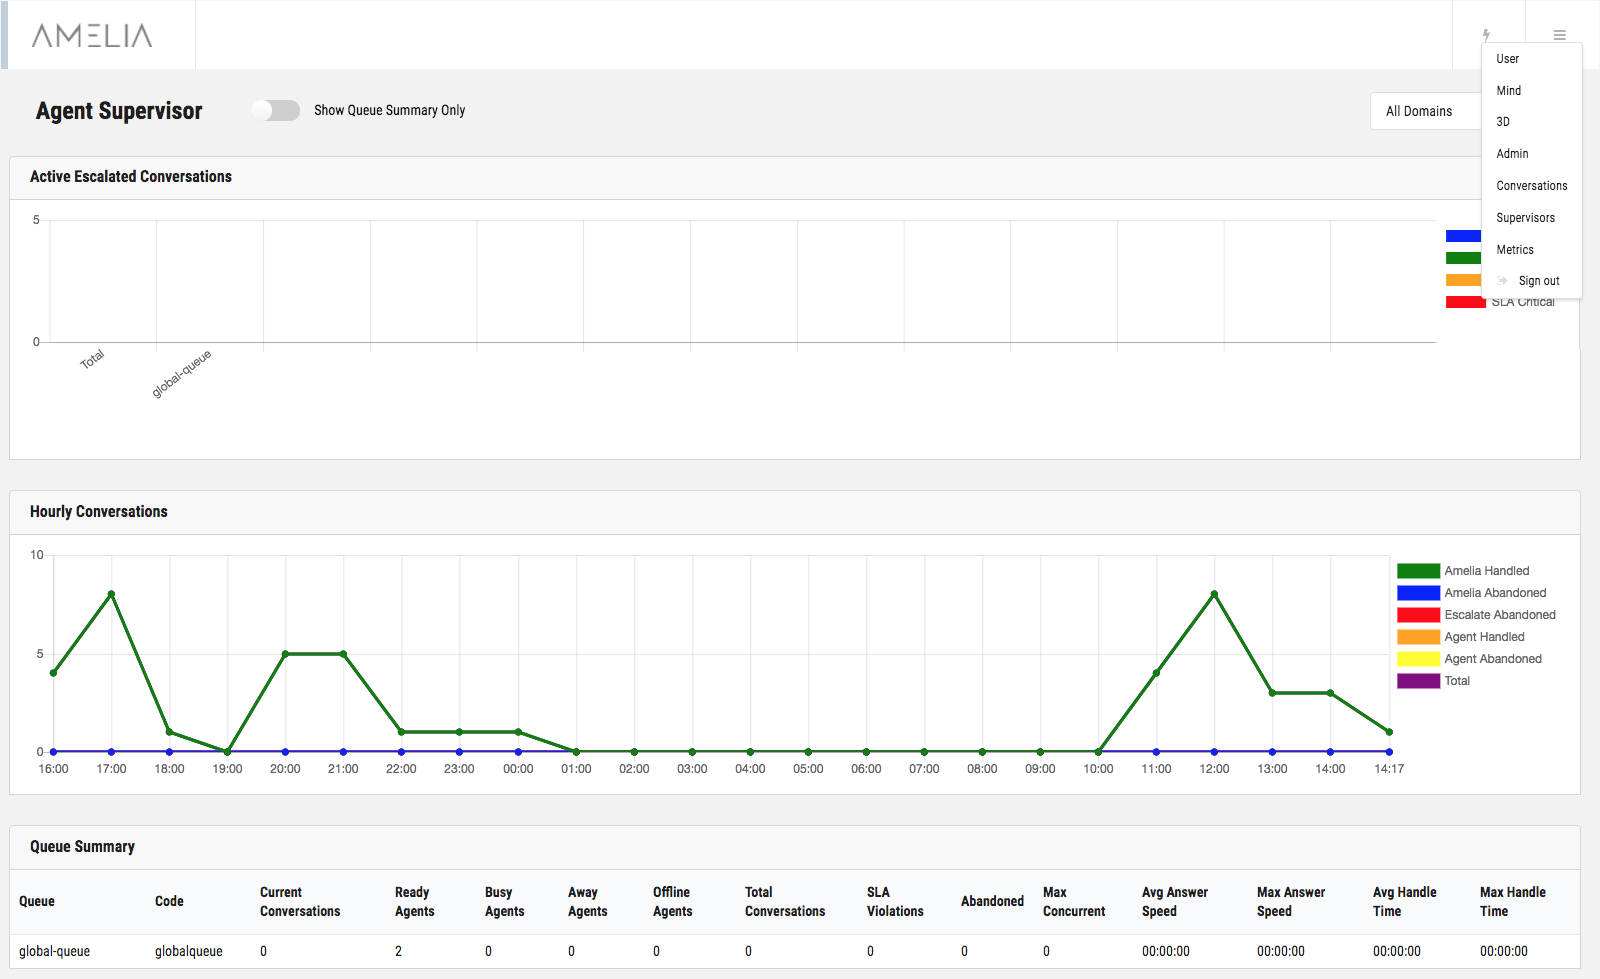 AMELIA
User
Mind
3D
Admin
Conversations
Supervisors
Metrics
Sign out
Agent Supervisor
Show Queue Summary Only
All Domains
Active Escalated Conversations
5
0
Total
global-queue
SLA Critical
Hourly Conversations
10
5
0
16:00 17:00 18:00 19:00 20:00 21:00 22:00 23:00 00:00 01:00 02:00 03:00 04:00 05:00 06:00 07:00 08:00 09:00 10:00 11:00 12:00 13:00 14:00 14:17
Amelia Handled
Amelia Abandoned
Escalate Abandoned
Agent Handled
Agent Abandoned
Total
Queue Summary
Queue Code Current Conversations Ready Agents Busy Agents Away Agents Offline Agents Total Conversations SLA Violations Abandoned Max Concurrent Avg Answer Speed Max Answer Speed Avg Handle Time Max Handle Time
global-queue globalqueue 0 2 0 0 0 0 0 0 0 00:00:00 00:00:00 00:00:00 00:00:00